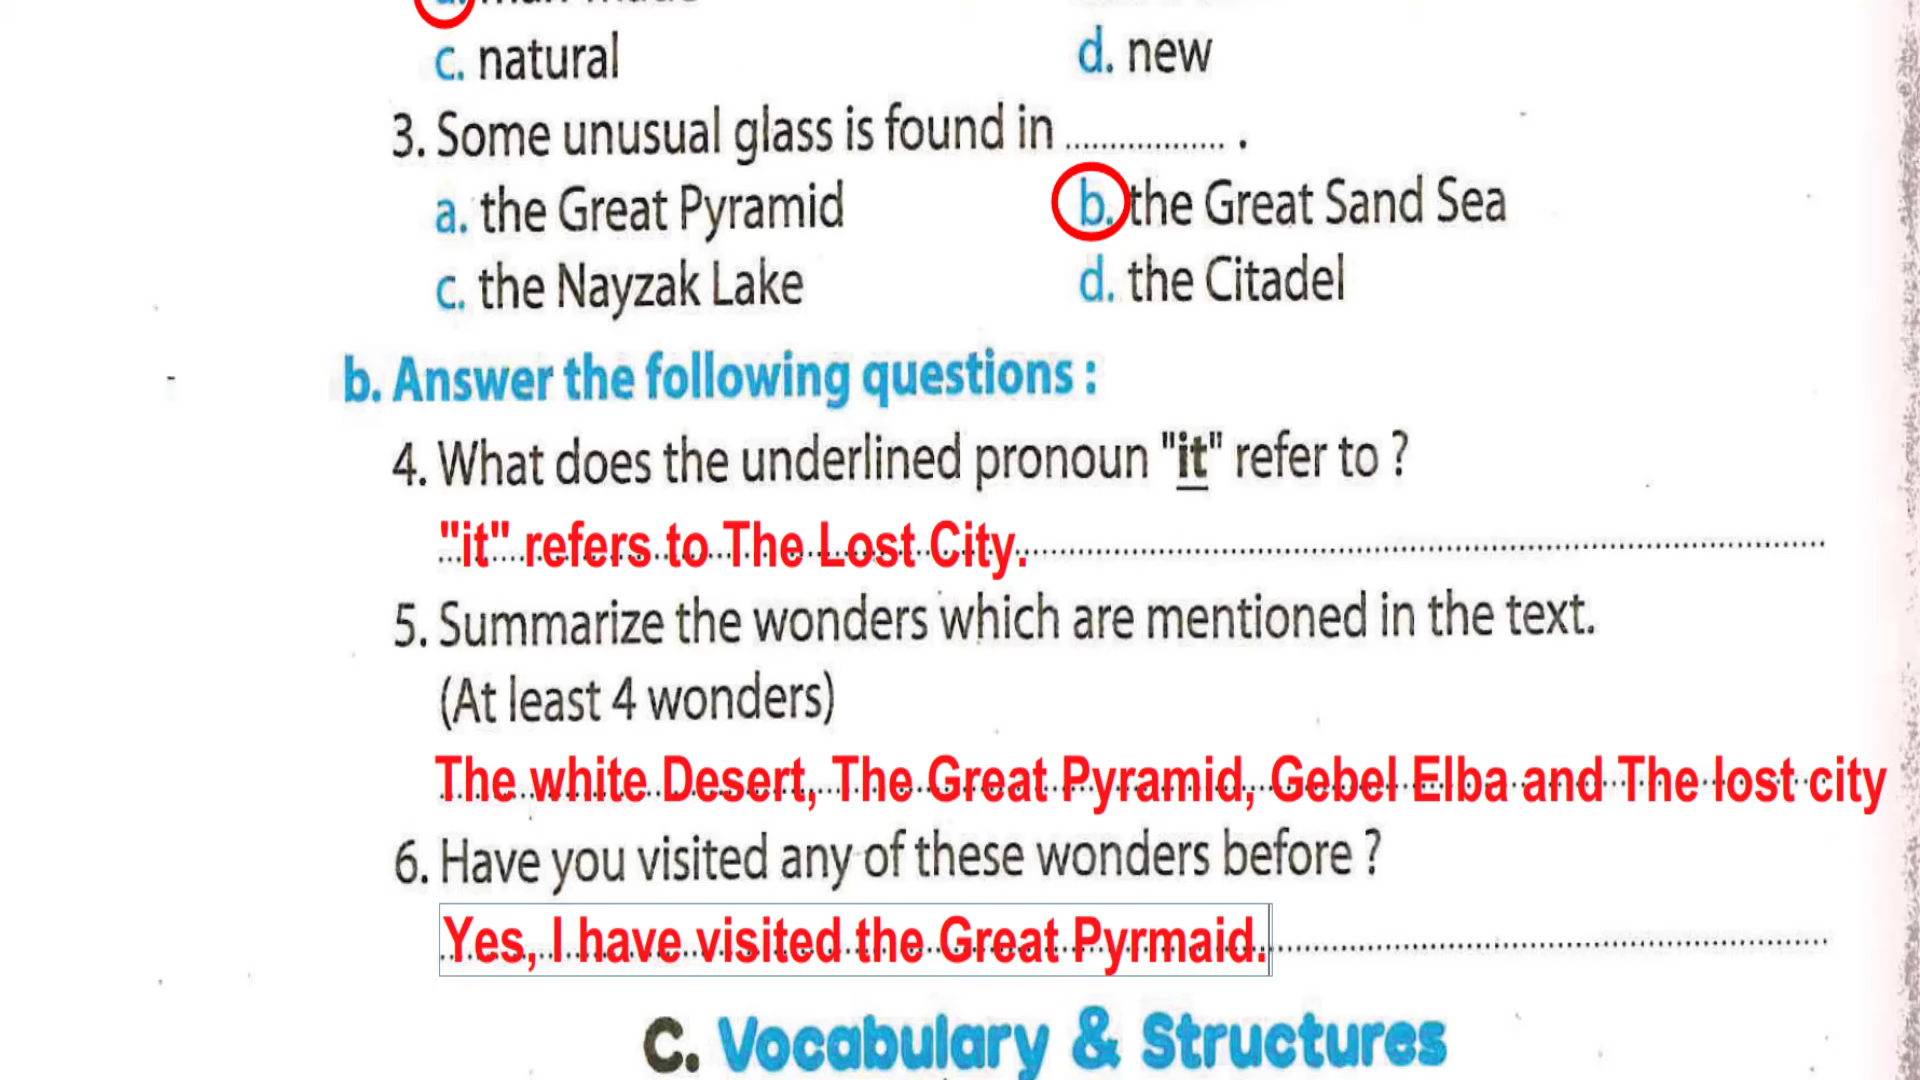 c. natural
d. new
3. Some unusual glass is found in .................. .
a. the Great Pyramid
b. the Great Sand Sea
c. the Nayzak Lake
d. the Citadel
b. Answer the following questions :
4. What does the underlined pronoun "it" refer to ?
"it" refers to The Lost City.
5. Summarize the wonders which are mentioned in the text.
(At least 4 wonders)
The white Desert, The Great Pyramid, Gebel Elba and The lost city
6. Have you visited any of these wonders before ?
Yes, I have visited the Great Pyrmaid.
C. Vocabulary & Structures